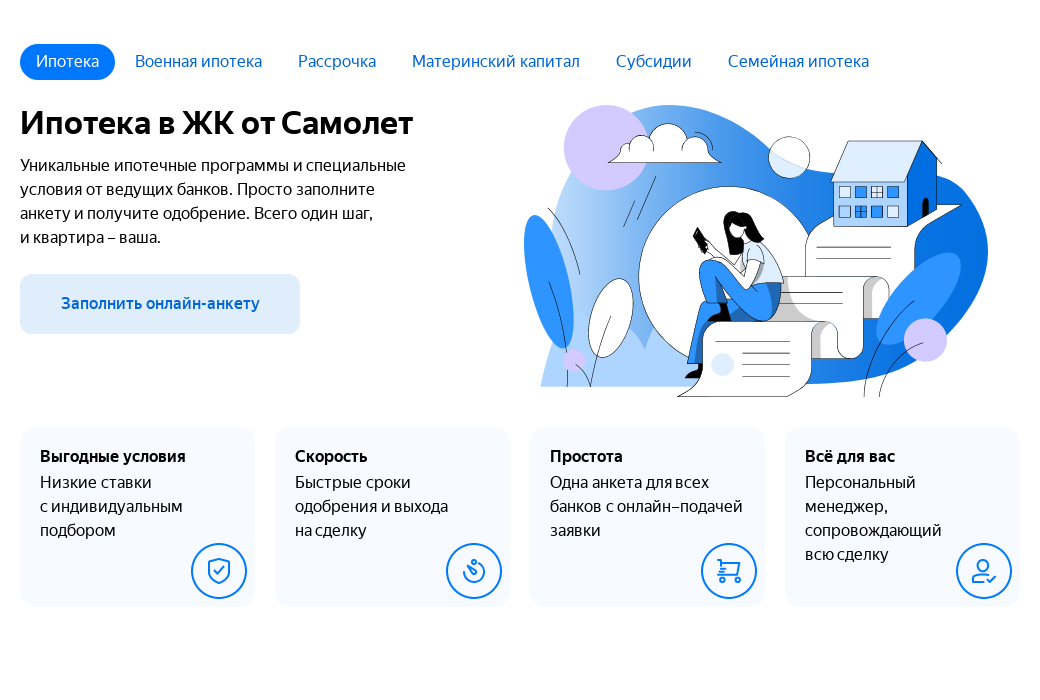 Ипотека
Военная ипотека
Рассрочка
Материнский капитал
Субсидии
Семейная ипотека
Ипотека в ЖК от Самолет
Уникальные ипотечные программы и специальные
условия от ведущих банков. Просто заполните
анкету и получите одобрение. Всего один шаг,
и квартира – ваша.
Заполнить онлайн-анкету
Выгодные условия
Низкие ставки
с индивидуальным
подбором
Скорость
Быстрые сроки
одобрения и выхода
на сделку
Простота
Одна анкета для всех
банков с онлайн–подачей
заявки
Всё для вас
Персональный
менеджер,
сопровождающий
всю сделку